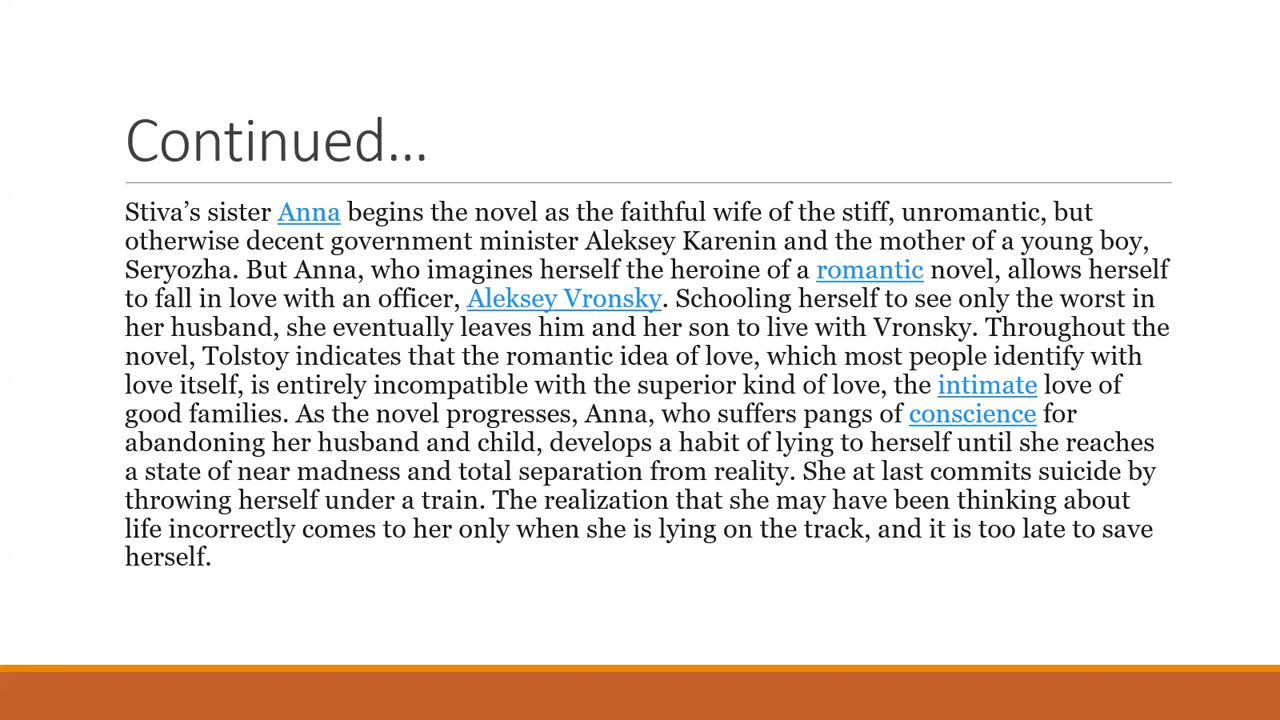 Continued…
Stiva’s sister Anna begins the novel as the faithful wife of the stiff, unromantic, but
otherwise decent government minister Aleksey Karenin and the mother of a young boy,
Seryozha. But Anna, who imagines herself the heroine of a romantic novel, allows herself
to fall in love with an officer, Aleksey Vronsky. Schooling herself to see only the worst in
her husband, she eventually leaves him and her son to live with Vronsky. Throughout the
novel, Tolstoy indicates that the romantic idea of love, which most people identify with
love itself, is entirely incompatible with the superior kind of love, the intimate love of
good families. As the novel progresses, Anna, who suffers pangs of conscience for
abandoning her husband and child, develops a habit of lying to herself until she reaches
a state of near madness and total separation from reality. She at last commits suicide by
throwing herself under a train. The realization that she may have been thinking about
life incorrectly comes to her only when she is lying on the track, and it is too late to save
herself.